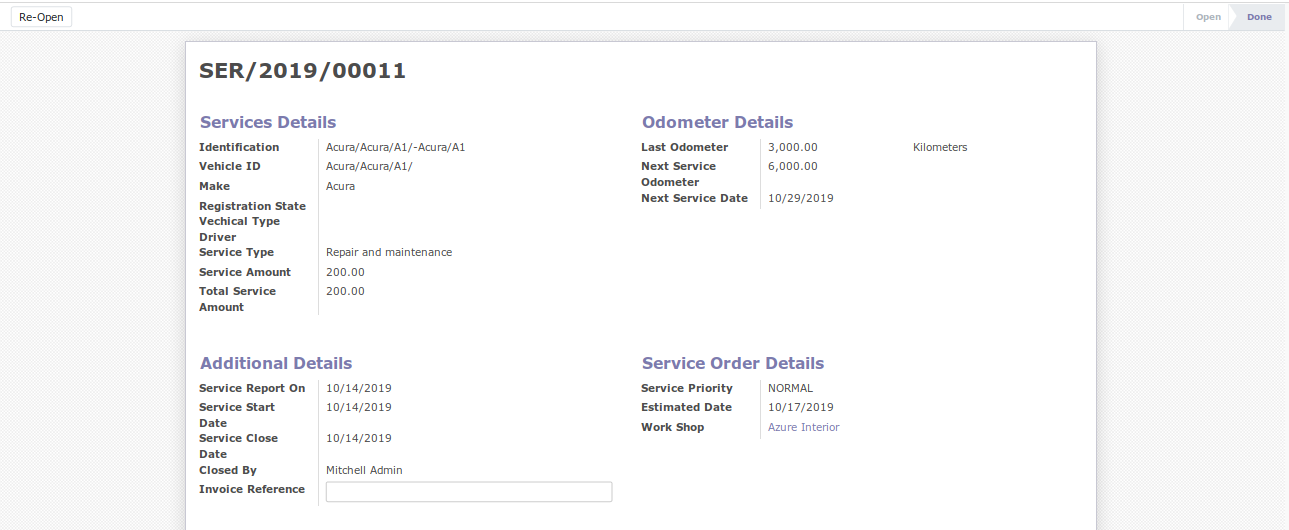 Re-Open
Open
Done
SER/2019/00011
Services Details
Identification Acura/Acura/A1/-Acura/A1
Vehicle ID Acura/Acura/A1/
Make Acura
Registration State
Vechical Type
Driver
Service Type Repair and maintenance
Service Amount 200.00
Total Service 200.00
Amount
Odometer Details
Last Odometer 3,000.00 Kilometers
Next Service 6,000.00
Odometer
Next Service Date 10/29/2019
Additional Details
Service Report On 10/14/2019
Service Start 10/14/2019
Date
Service Close 10/14/2019
Date
Closed By Mitchell Admin
Invoice Reference
Service Order Details
Service Priority NORMAL
Estimated Date 10/17/2019
Work Shop Azure Interior